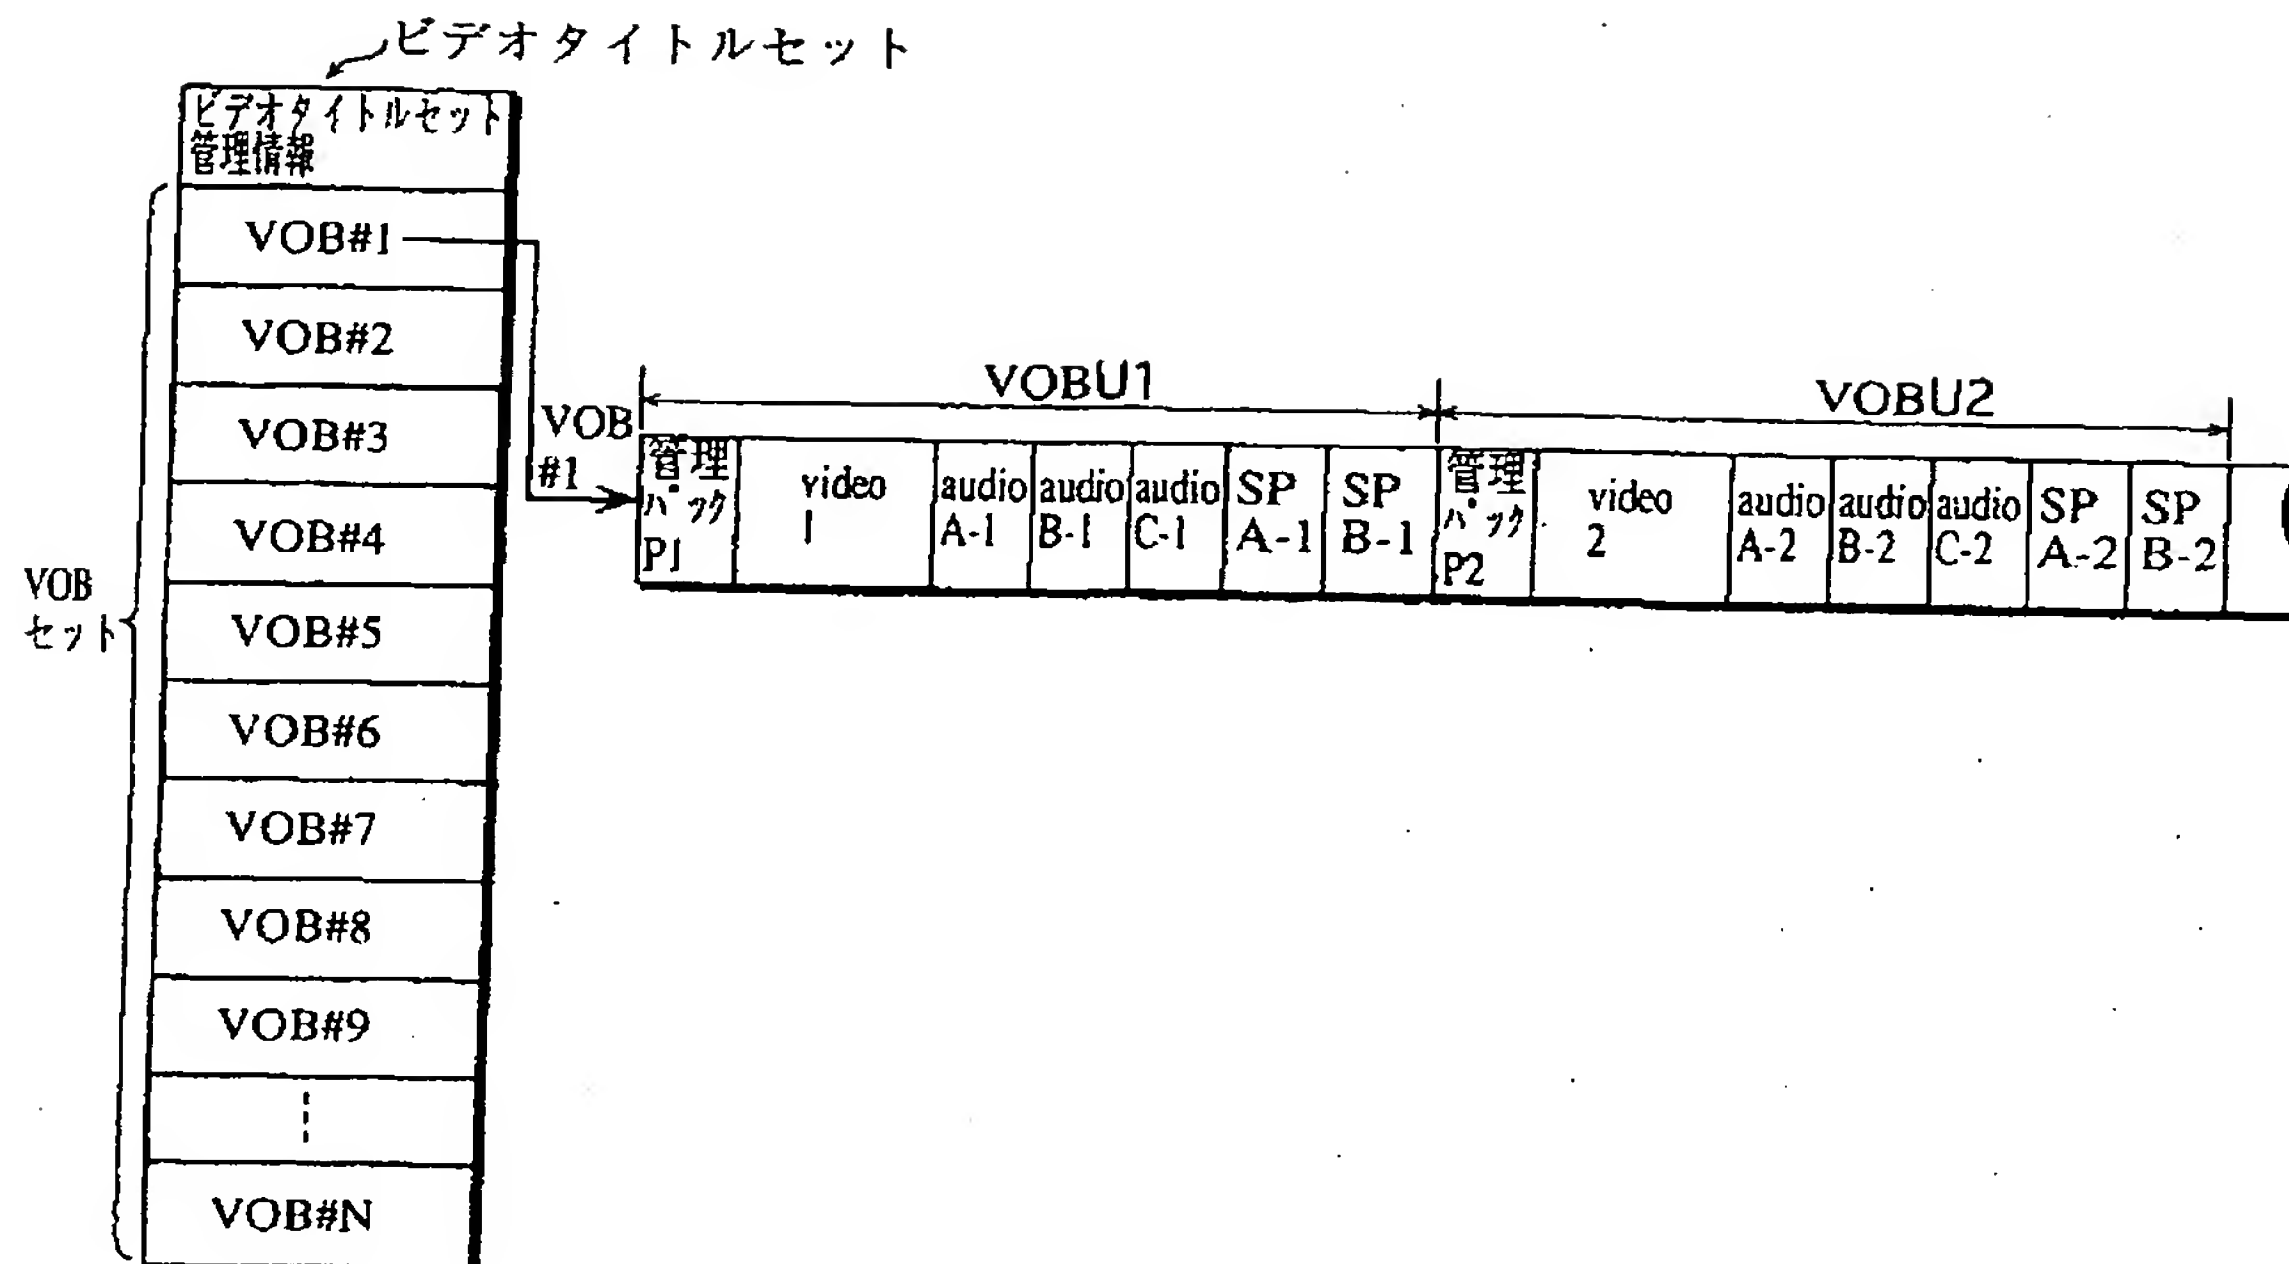 ビデオタイトルセット
ビデオタイトルセット
管理情報
VOB#1
VOB#2
VOB#3
VOB#4
VOB#5
VOB#6
VOB#7
VOB#8
VOB#9
VOB#N
VOB
セット
VOB
#1
VOBU1
VOBU2
管理
パック
P1
video
1
audio
A-1
audio
B-1
audio
C-1
SP
A-1
SP
B-1
管理
パック
P2
video
2
audio
A-2
audio
B-2
audio
C-2
SP
A-2
SP
B-2